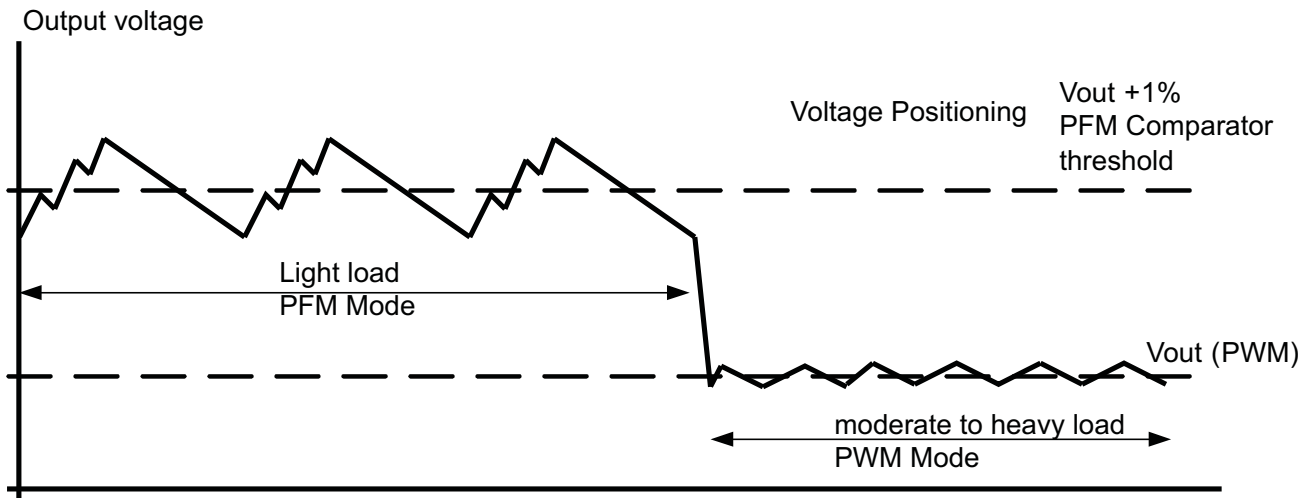 Output voltage
Voltage Positioning
Vout +1%
PFM Comparator
threshold
Light load
PFM Mode
Vout (PWM)
moderate to heavy load
PWM Mode